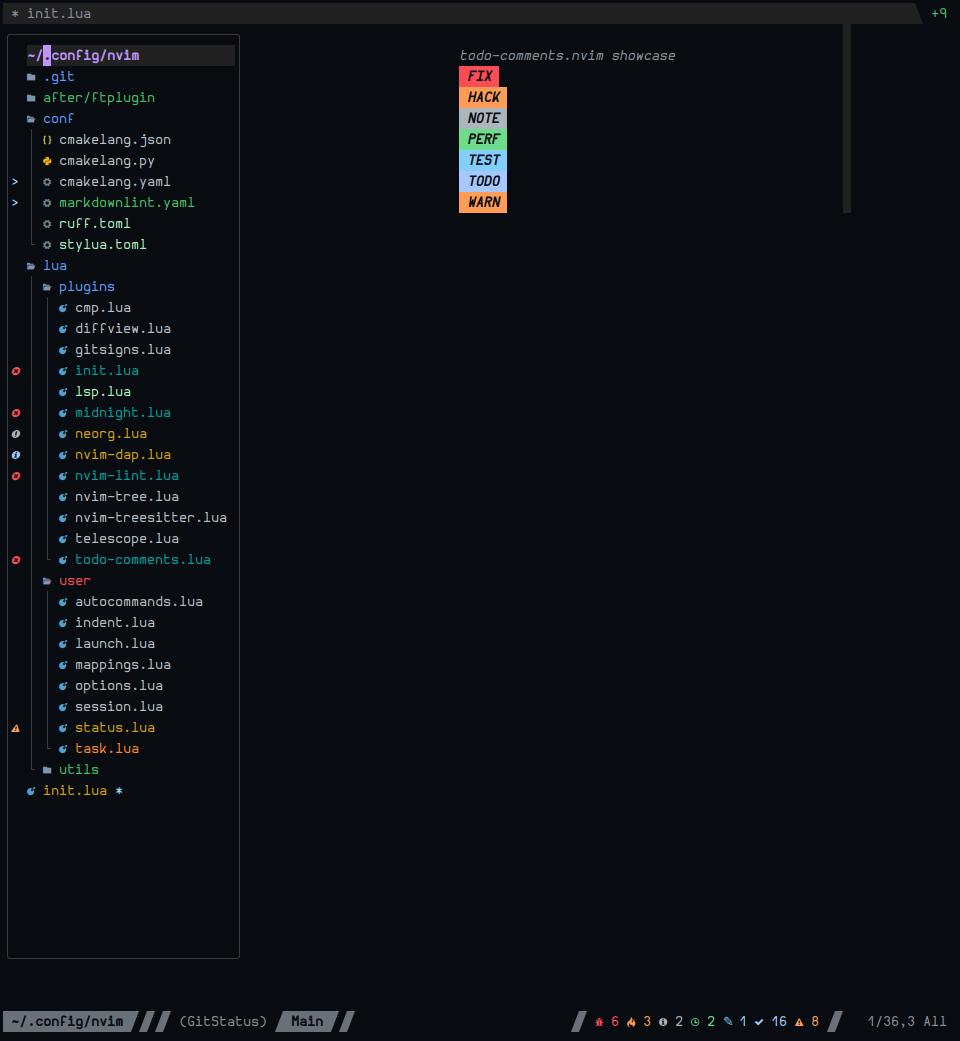 * init.lua +9
~/.config/nvim
.git
after/ftplugin
conf
{} cmakelang.json
cmakelang.py
> cmakelang.yaml
> markdownlint.yaml
ruff.toml
stylua.toml
lua
plugins
cmp.lua
diffview.lua
gitsigns.lua
init.lua
lsp.lua
midnight.lua
neorg.lua
nvim-dap.lua
nvim-lint.lua
nvim-tree.lua
nvim-treesitter.lua
telescope.lua
todo-comments.lua
user
autocommands.lua
indent.lua
launch.lua
mappings.lua
options.lua
session.lua
status.lua
task.lua
utils
init.lua *
todo-comments.nvim showcase
FIX
HACK
NOTE
PERF
TEST
TODO
WARN
~/.config/nvim (GitStatus) Main 6 3 2 2 1 16 8 1/36,3 All